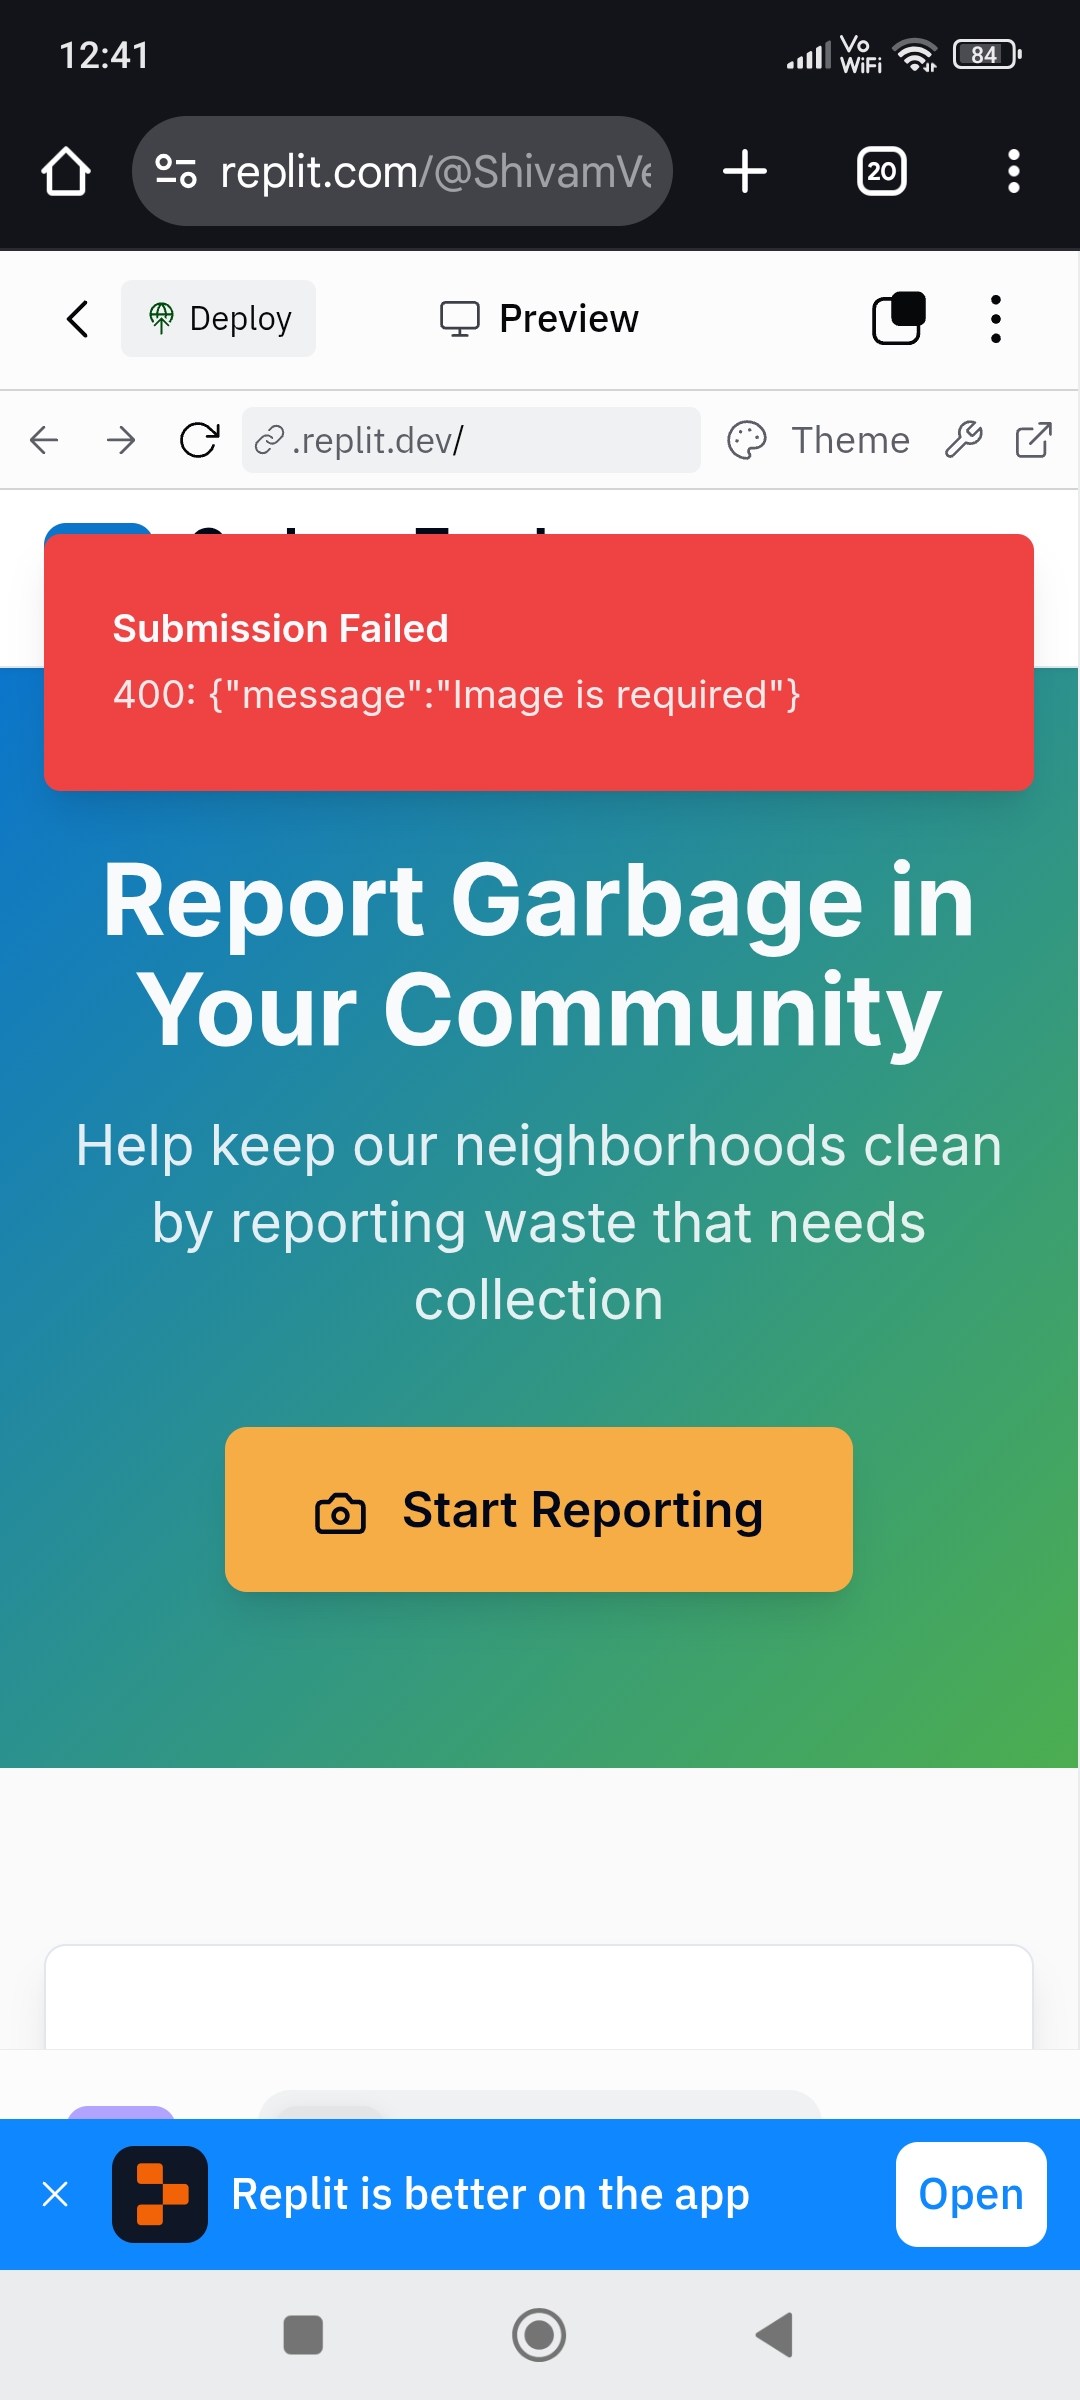 12:41
Vo
WiFi
84
replit.com/@ShivamVe
20
Deploy
Preview
.replit.dev/
Theme
Submission Failed
400: {"message":"Image is required"}
Report Garbage in
Your Community
Help keep our neighborhoods clean
by reporting waste that needs
collection
Start Reporting
Replit is better on the app
Open